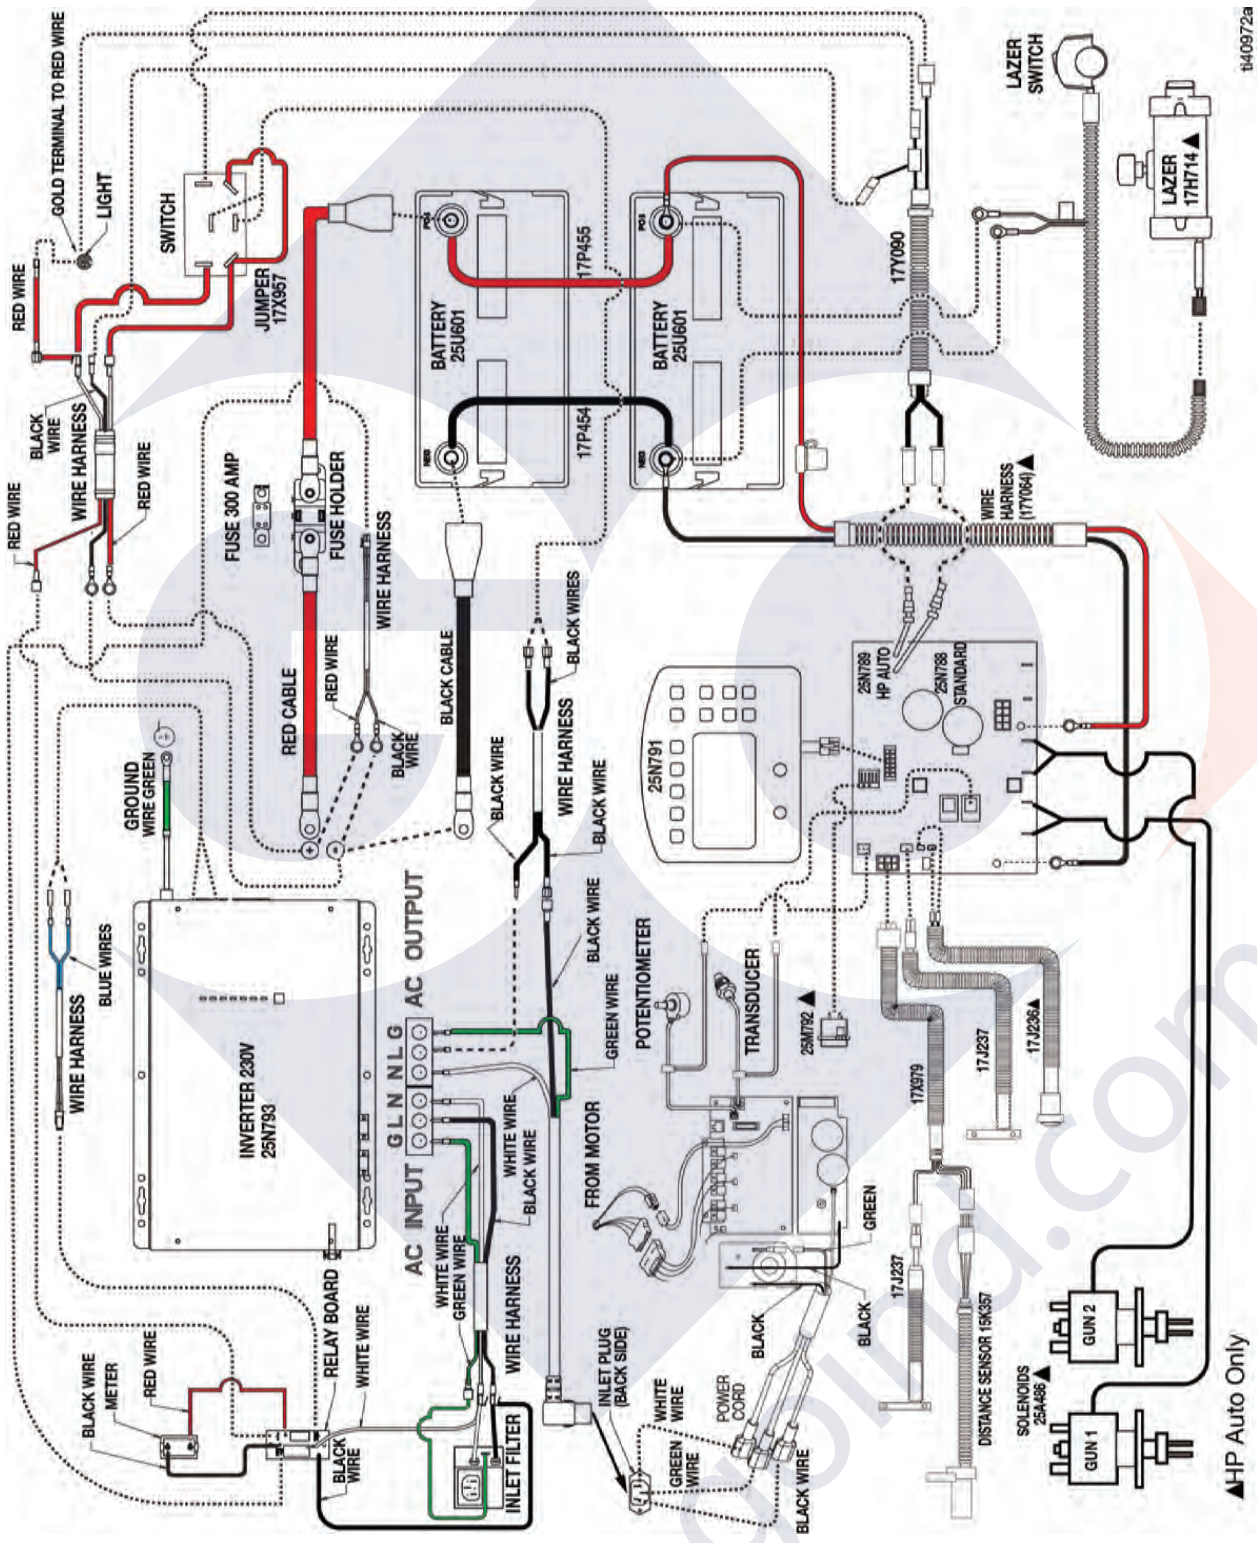 ti40972a
GOLD TERMINAL TO RED WIRE
LIGHT
RED WIRE
SWITCH
JUMPER
17X957
BLACK
WIRE
WIRE HARNESS
RED WIRE
RED WIRE
FUSE 300 AMP
FUSE HOLDER
WIRE HARNESS
RED CABLE
RED WIRE
BLACK
WIRE
BLACK CABLE
POS
NEG
BATTERY
25U601
17P455
17P454
POS
NEG
BATTERY
25U601
17Y090
LAZER
SWITCH
LAZER
17H714 ▲
WIRE
HARNESS
(17Y064) ▲
GROUND
WIRE GREEN
BLUE WIRES
WIRE HARNESS
INVERTER 230V
25N793
AC OUTPUT
N L G
AC INPUT
G L N
BLACK WIRE
WIRE HARNESS
BLACK WIRES
BLACK WIRE
BLACK WIRE
GREEN WIRE
WHITE WIRE
BLACK WIRE
WHITE WIRE
GREEN WIRE
WIRE HARNESS
BLACK WIRE
METER
RED WIRE
RELAY BOARD
WHITE WIRE
BLACK
WIRE
INLET FILTER
INLET PLUG
(BACK SIDE)
WHITE
WIRE
GREEN
WIRE
POWER
CORD
BLACK WIRE
FROM MOTOR
GREEN
BLACK
BLACK
POTENTIOMETER
TRANSDUCER
25M792 ▲
25N791
25N789
HP AUTO
25N788
STANDARD
17X979
17J237
17J236▲
17J237
DISTANCE SENSOR 15K357
SOLENOIDS
25A486 ▲
GUN 1
GUN 2
▲HP Auto Only